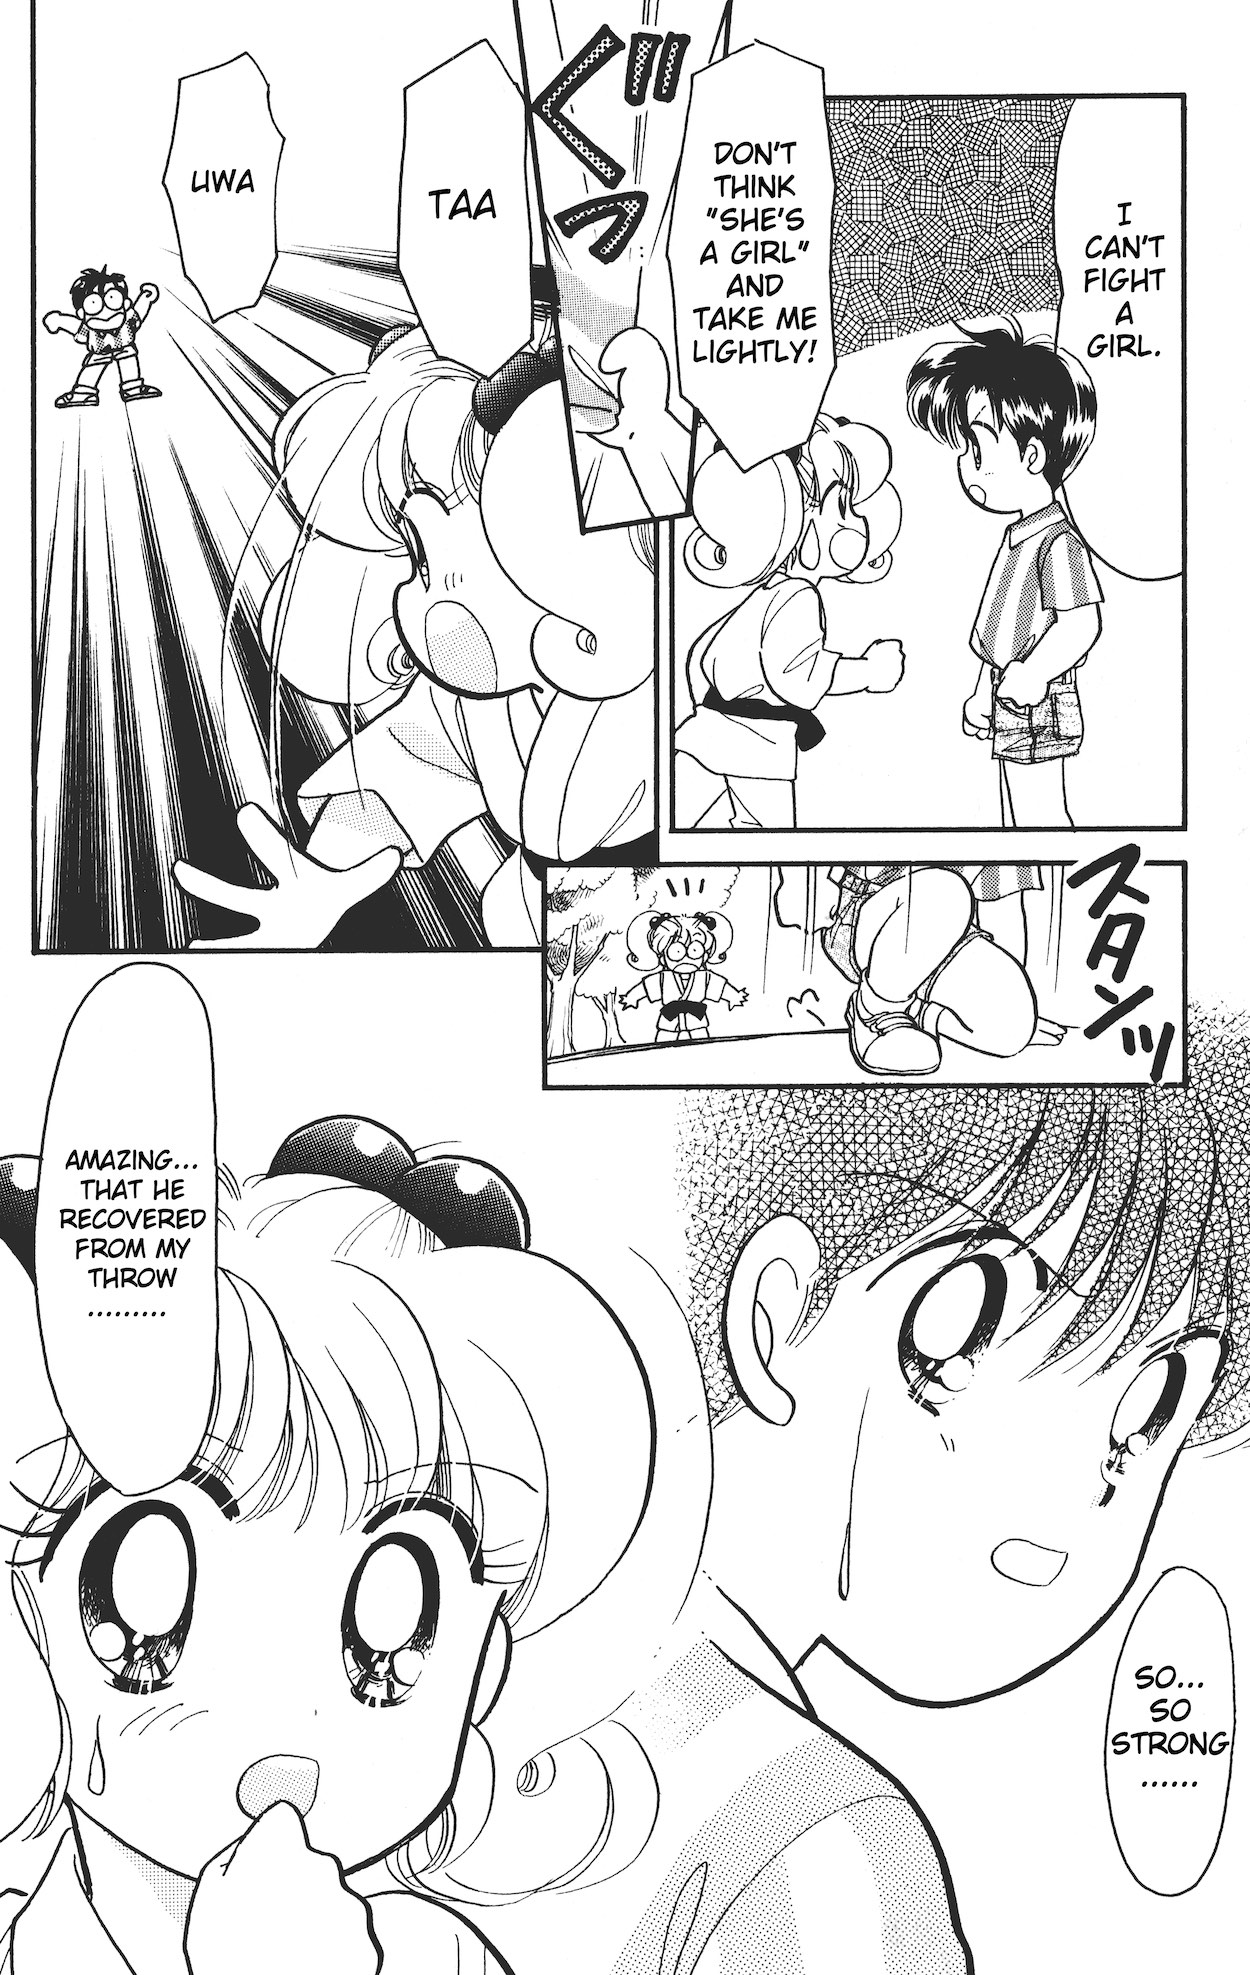 I
CAN'T
FIGHT
A
GIRL.
DON'T
THINK
"SHE'S
A GIRL"
AND
TAKE ME
LIGHTLY!
ぐっ
TAA
UWA
スタンッ
AMAZING...
THAT HE
RECOVERED
FROM MY
THROW
.........
SO...
SO
STRONG
......